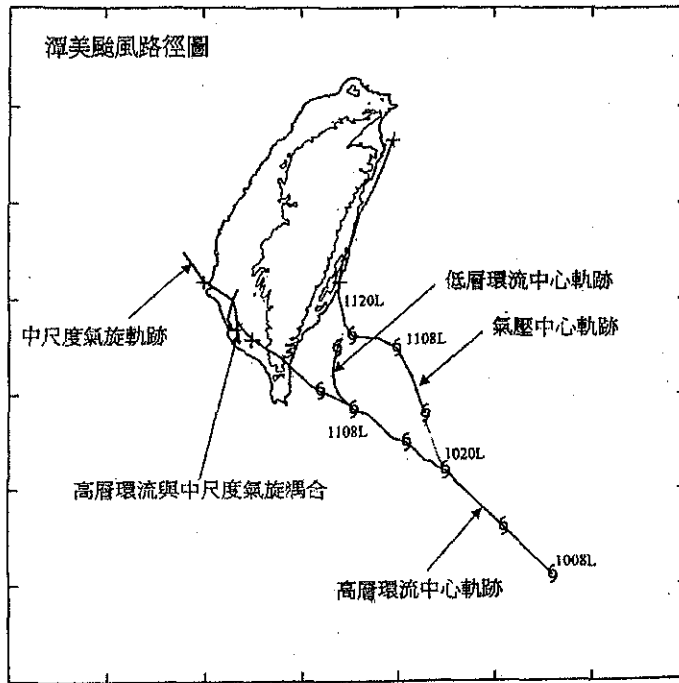 潭美颱風路徑圖
低層環流中心軌跡
1120L
氣壓中心軌跡
1108L
中尺度氣旋軌跡
1108L
1020L
高層環流與中尺度氣旋耦合
1008L
高層環流中心軌跡